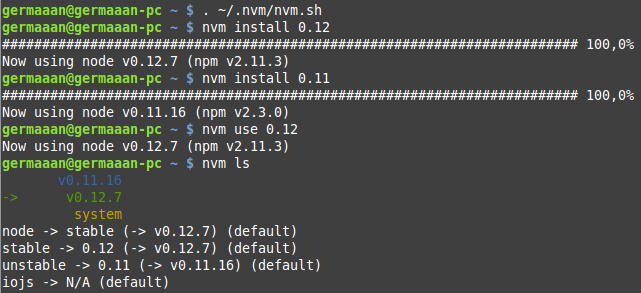 germaaan@germaaan-pc ~ $ . ~/.nvm/nvm.sh
germaaan@germaaan-pc ~ $ nvm install 0.12
######################################################################## 100,0%
Now using node v0.12.7 (npm v2.11.3)
germaaan@germaaan-pc ~ $ nvm install 0.11
######################################################################## 100,0%
Now using node v0.11.16 (npm v2.3.0)
germaaan@germaaan-pc ~ $ nvm use 0.12
Now using node v0.12.7 (npm v2.11.3)
germaaan@germaaan-pc ~ $ nvm ls
v0.11.16
-> v0.12.7
system
node -> stable (-> v0.12.7) (default)
stable -> 0.12 (-> v0.12.7) (default)
unstable -> 0.11 (-> v0.11.16) (default)
iojs -> N/A (default)